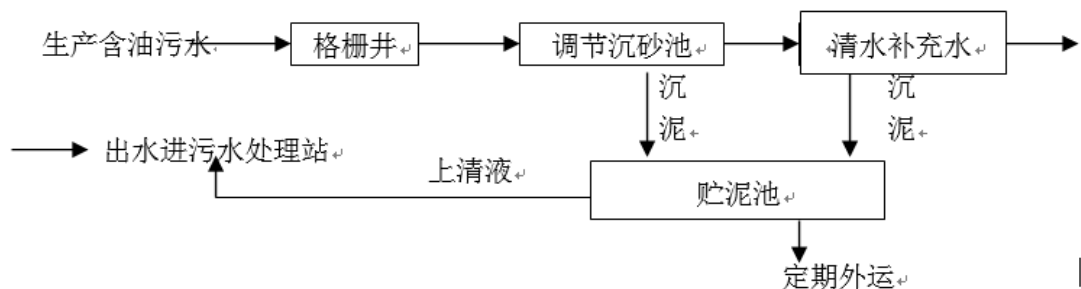 生产含油污水
格栅井
调节沉砂池
清水补充水
沉
泥
沉
泥
出水进污水处理站
上清液
贮泥池
定期外运